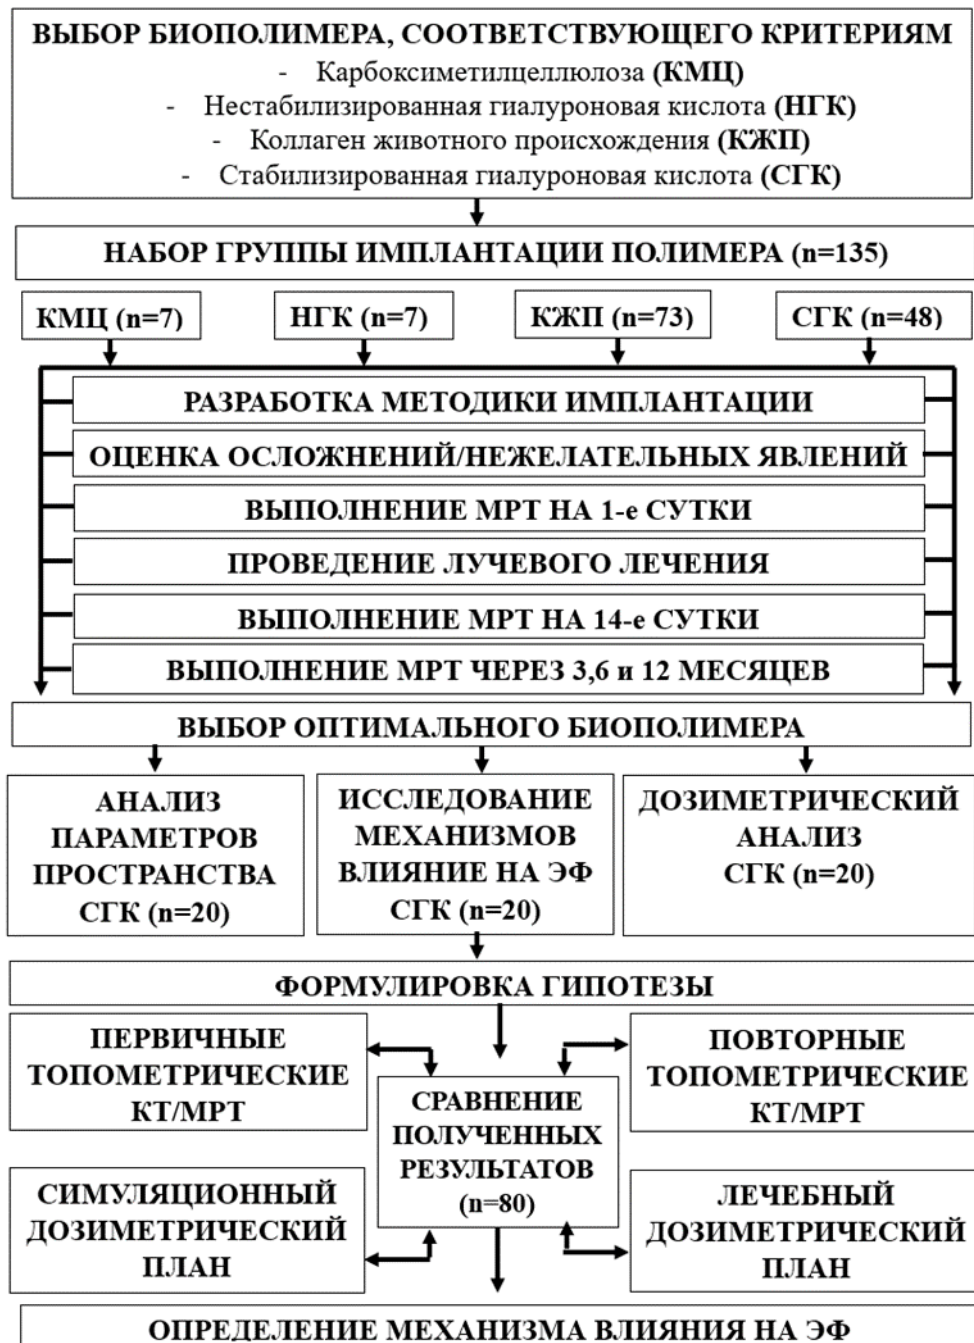 ВЫБОР БИОПОЛИМЕРА, СООТВЕТСТВУЮЩЕГО КРИТЕРИЯМ
- Карбоксиметилцеллюлоза (КМЦ)
- Нестабилизированная гиалуроновая кислота (НГК)
- Коллаген животного происхождения (КЖП)
- Стабилизированная гиалуроновая кислота (СГК)
НАБОР ГРУППЫ ИМПЛАНТАЦИИ ПОЛИМЕРА (n=135)
КМЦ (n=7)
НГК (n=7)
КЖП (n=73)
СГК (n=48)
РАЗРАБОТКА МЕТОДИКИ ИМПЛАНТАЦИИ
ОЦЕНКА ОСЛОЖНЕНИЙ/НЕЖЕЛАТЕЛЬНЫХ ЯВЛЕНИЙ
ВЫПОЛНЕНИЕ МРТ НА 1-е СУТКИ
ПРОВЕДЕНИЕ ЛУЧЕВОГО ЛЕЧЕНИЯ
ВЫПОЛНЕНИЕ МРТ НА 14-е СУТКИ
ВЫПОЛНЕНИЕ МРТ ЧЕРЕЗ 3,6 и 12 МЕСЯЦЕВ
ВЫБОР ОПТИМАЛЬНОГО БИОПОЛИМЕРА
АНАЛИЗ
ПАРАМЕТРОВ
ПРОСТРАНСТВА
СГК (n=20)
ИССЛЕДОВАНИЕ
МЕХАНИЗМОВ
ВЛИЯНИЕ НА ЭФ
СГК (n=20)
ДОЗИМЕТРИЧЕСКИЙ
АНАЛИЗ
СГК (n=20)
ФОРМУЛИРОВКА ГИПОТЕЗЫ
ПЕРВИЧНЫЕ
ТОПОМЕТРИЧЕСКИЕ
КТ/МРТ
ПОВТОРНЫЕ
ТОПОМЕТРИЧЕСКИЕ
КТ/МРТ
СРАВНЕНИЕ
ПОЛУЧЕННЫХ
РЕЗУЛЬТАТОВ
(n=80)
СИМУЛЯЦИОННЫЙ
ДОЗИМЕТРИЧЕСКИЙ
ПЛАН
ЛЕЧЕБНЫЙ
ДОЗИМЕТРИЧЕСКИЙ
ПЛАН
ОПРЕДЕЛЕНИЕ МЕХАНИЗМА ВЛИЯНИЯ НА ЭФ